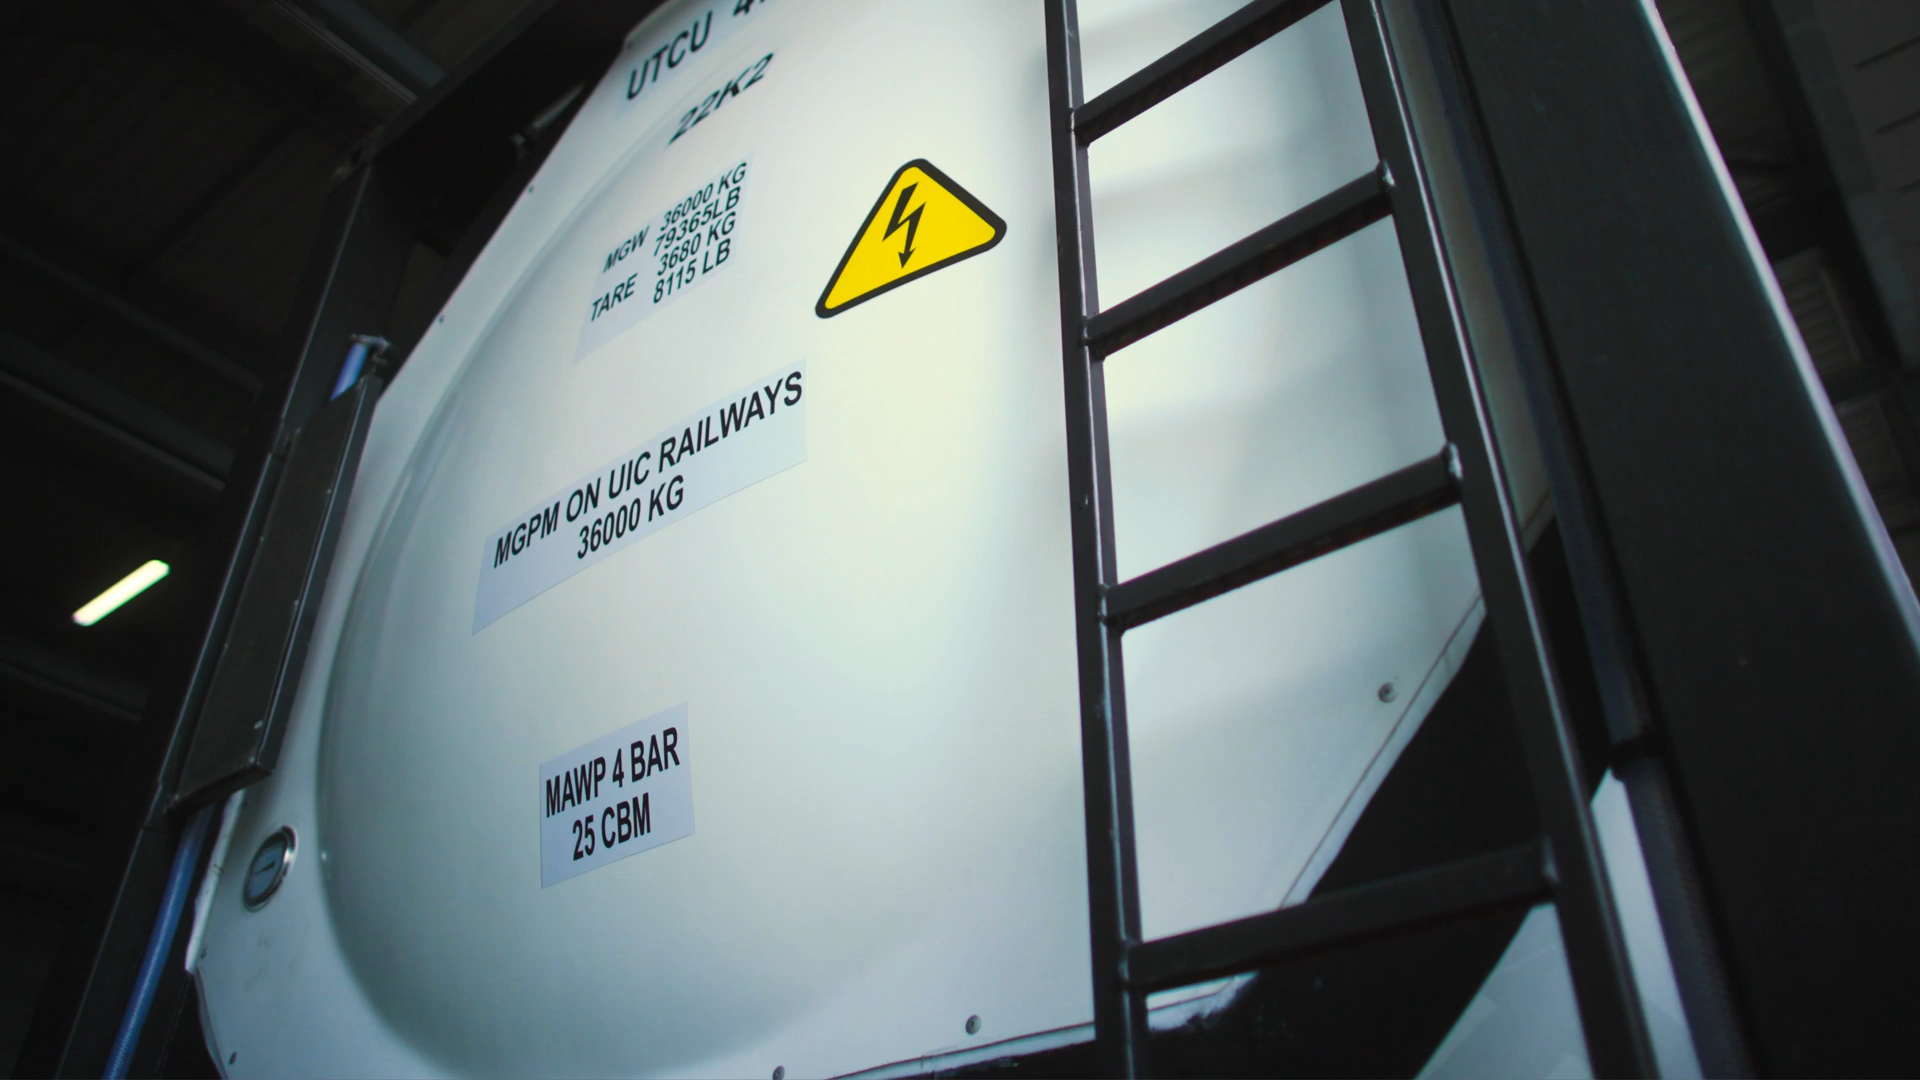 UTCU
22K2
MGW 36000 KG
79365LB
TARE 3680 KG
8115 LB
MGPM ON UIC RAILWAYS
36000 KG
MAWP 4 BAR
25 CBM